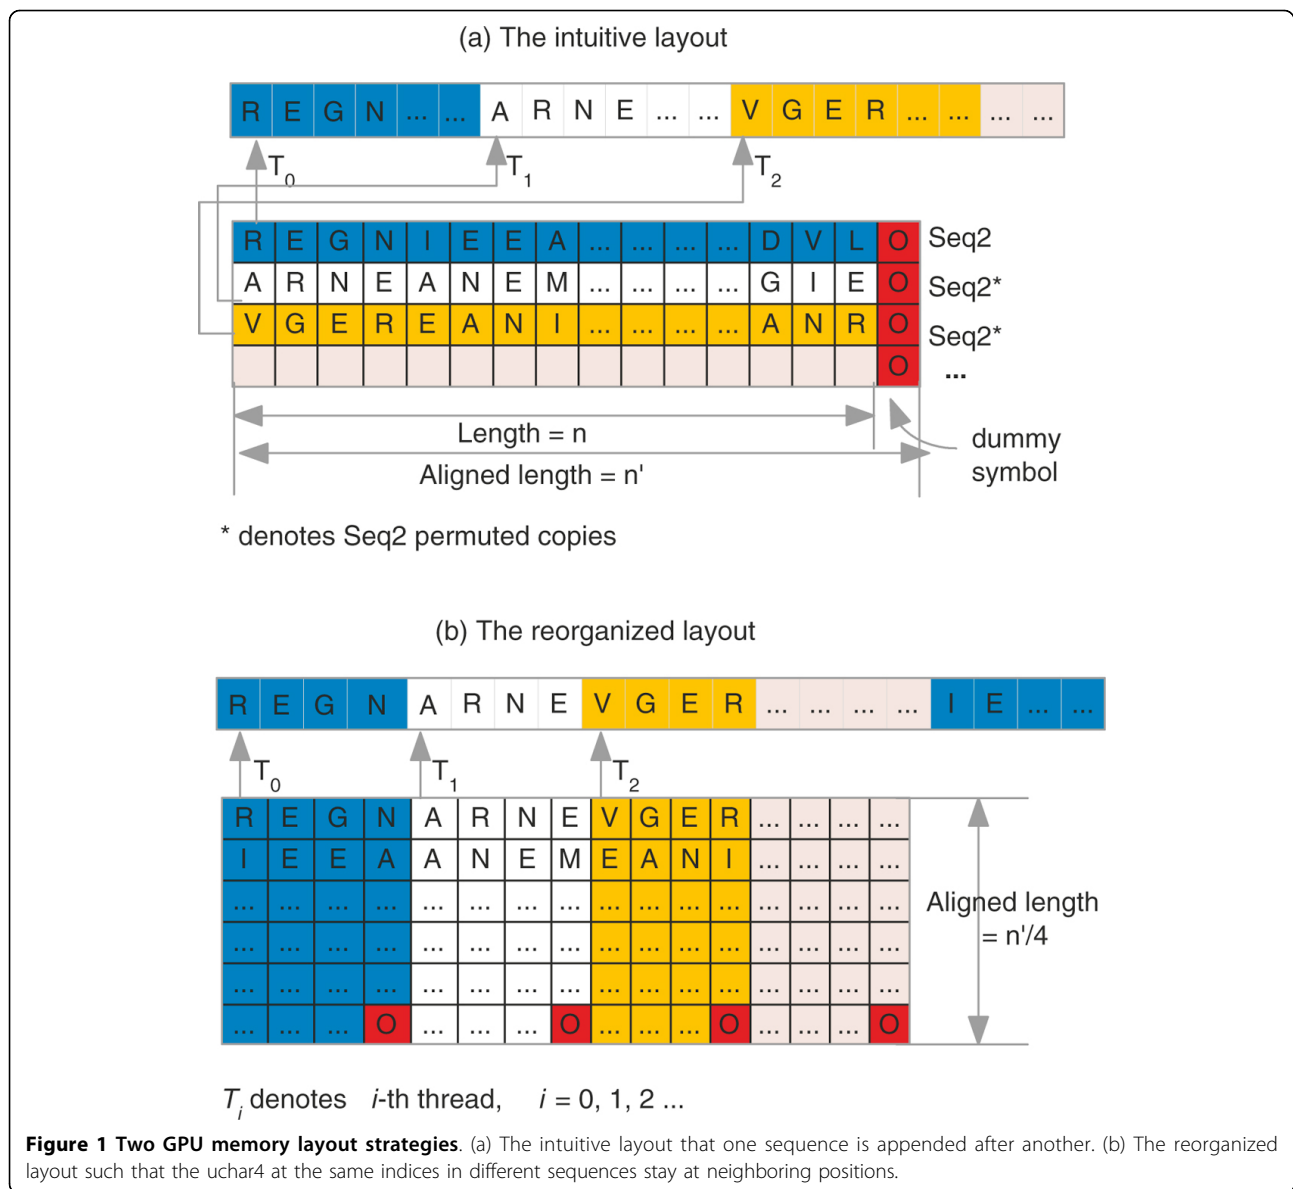 (a) The intuitive layout
R E G N ... ... A R N E ... ... V G E R ... ... ... ...
T0 T1 T2
R E G N I E E A ... ... ... ... D V L O Seq2
A R N E A N E M ... ... ... ... G I E O Seq2*
V G E R E A N I ... ... ... ... A N R O Seq2*
O ...
Length = n
Aligned length = n'
dummy
symbol
* denotes Seq2 permuted copies
(b) The reorganized layout
R E G N A R N E V G E R ... ... ... ... I E ... ...
T0 T1 T2
R E G N A R N E V G E R ... ... ... ...
I E E A A N E M E A N I ... ... ... ...
... ... ... ... ... ... ... ... ... ... ... ... ... ... ... ...
... ... ... ... ... ... ... ... ... ... ... ... ... ... ... ...
... ... ... ... ... ... ... ... ... ... ... ... ... ... ... ...
... ... ... O ... ... ... O ... ... ... O ... ... ... O
Aligned length
= n'/4
Ti denotes i-th thread, i = 0, 1, 2 ...
Figure 1 Two GPU memory layout strategies. (a) The intuitive layout that one sequence is appended after another. (b) The reorganized
layout such that the uchar4 at the same indices in different sequences stay at neighboring positions.